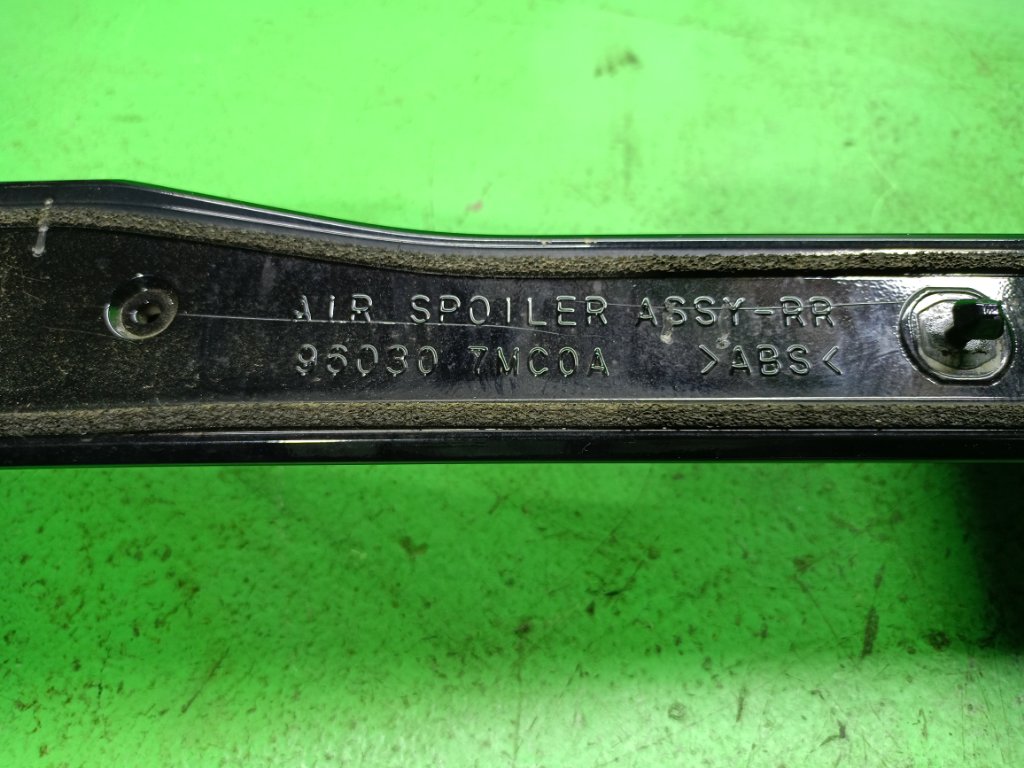 AIR SPOILER ASSY-RR
96030 7MC0A >ABS<